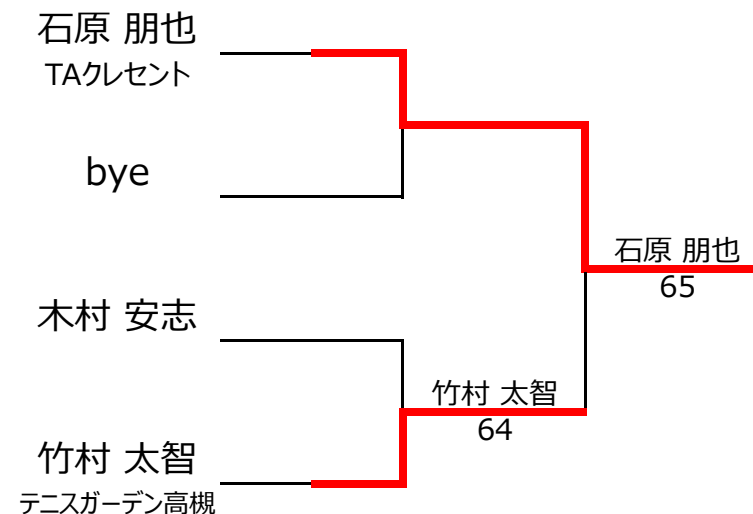 石原 朋也
TAクレセント
bye
石原 朋也
65
木村 安志
竹村 太智
64
竹村 太智
テニスガーデン高槻